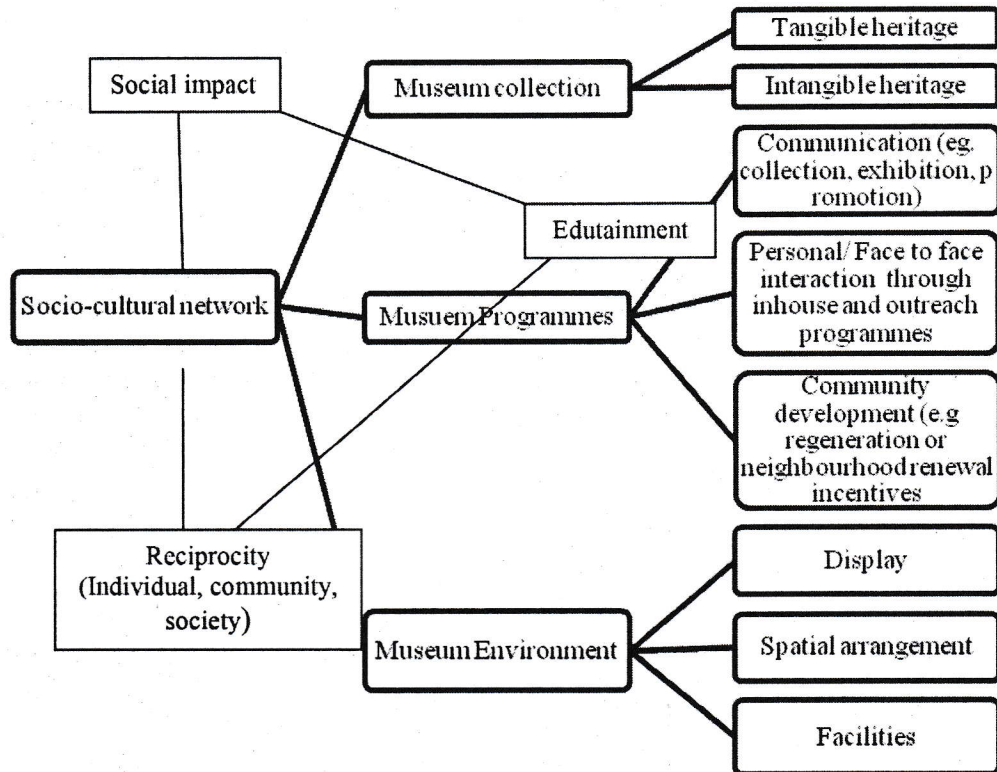 Tangible heritage
Social impact
Museum collection
Intangible heritage
Communication (eg.
collection, exhibition, p
romotion)
Edutainment
Personal/ Face to face
interaction through
inhouse and outreach
programmes
Socio-cultural network
Musuem Programmes
Community
development (e.g
regeneration or
neighbourhood renewal
incentives
Reciprocity
(Individual, community,
society)
Display
Museum Environment
Spatial arrangement
Facilities